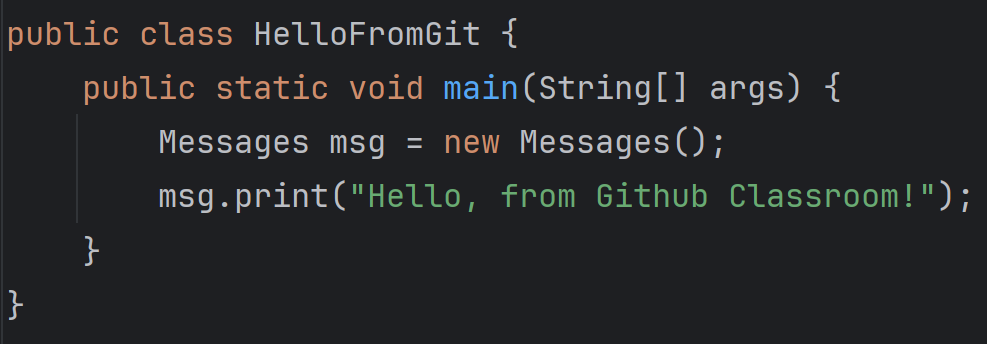 public class HelloFromGit {
    public static void main(String[] args) {
        Messages msg = new Messages();
        msg.print("Hello, from Github Classroom!");
    }
}